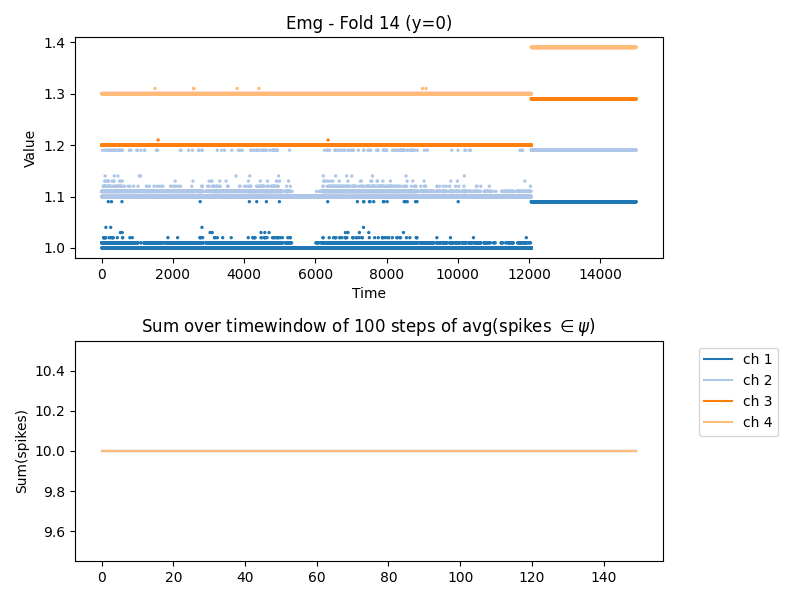 Emg - Fold 14 (y=0)
Value
1.4
1.3
1.2
1.1
1.0
0 2000 4000 6000 8000 10000 12000 14000
Time
Sum over timewindow of 100 steps of avg(spikes ∈ψ)
Sum(spikes)
10.4
10.2
10.0
9.8
9.6
0 20 40 60 80 100 120 140
ch 1
ch 2
ch 3
ch 4